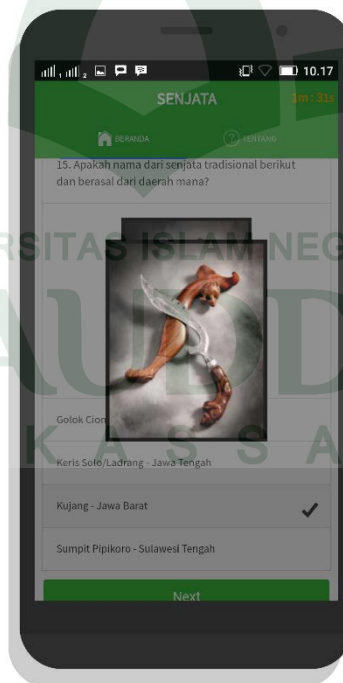 10.17
SENJATA
1m : 31s
BERANDA
TENTANG
15. Apakah nama dari senjata tradisional berikut
dan berasal dari daerah mana?
Golok Cion
Keris Solo/Ladrang - Jawa Tengah
Kujang - Jawa Barat
Sumpit Pipikoro - Sulawesi Tengah
Next